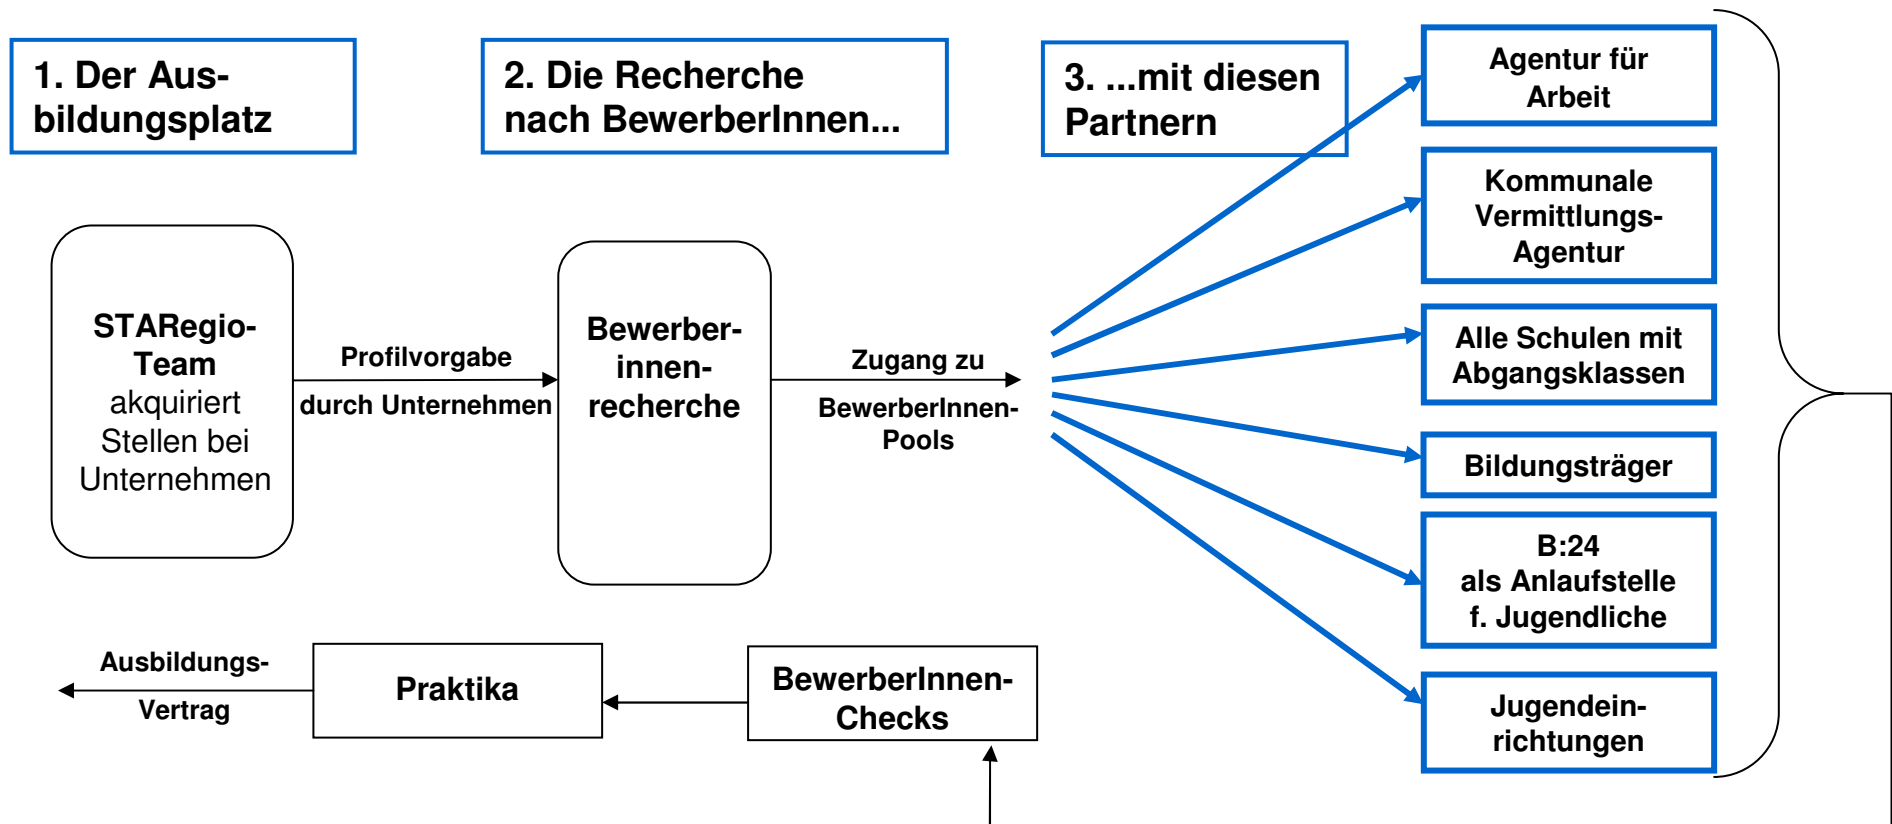 1. Der Aus-
bildungsplatz
2. Die Recherche
nach BewerberInnen...
3. ...mit diesen
Partnern
Agentur für
Arbeit
Kommunale
Vermittlungs-
Agentur
Alle Schulen mit
Abgangsklassen
Bildungsträger
B:24
als Anlaufstelle
f. Jugendliche
Jugendein-
richtungen
STARegio-
Team
akquiriert
Stellen bei
Unternehmen
Profilvorgabe
durch Unternehmen
Bewerber-
innen-
recherche
Zugang zu
BewerberInnen-
Pools
Ausbildungs-
Vertrag
Praktika
BewerberInnen-
Checks